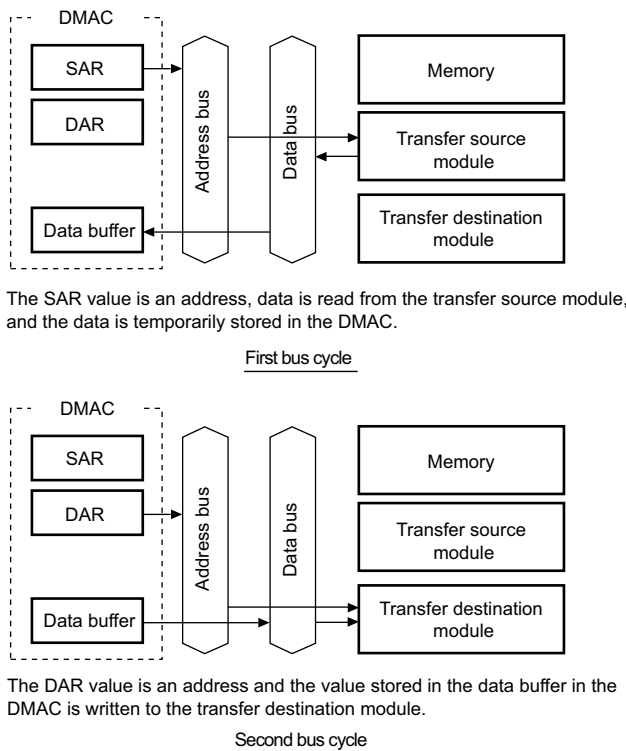 DMAC
SAR
DAR
Data buffer
Address bus
Data bus
Memory
Transfer source
module
Transfer destination
module
The SAR value is an address, data is read from the transfer source module,
and the data is temporarily stored in the DMAC.
First bus cycle
DMAC
SAR
DAR
Data buffer
Address bus
Data bus
Memory
Transfer source
module
Transfer destination
module
The DAR value is an address and the value stored in the data buffer in the
DMAC is written to the transfer destination module.
Second bus cycle